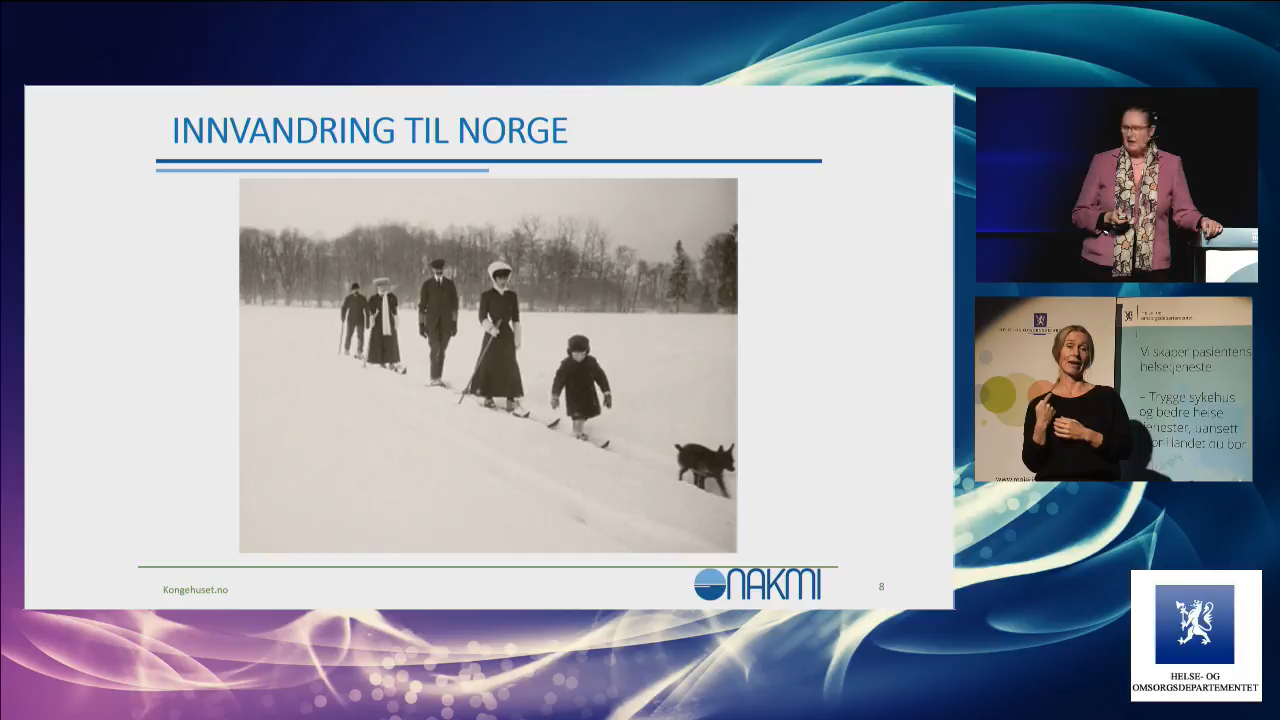 INNVANDRING TIL NORGE
Kongehuset.no
NAKMI
8
Vi skaper pasientens
helsetjeneste
– Trygge sykehus
og bedre helse
tjenester, uansett
hvor i landet du bor
HELSE- OG
OMSORGSDEPARTEMENTET